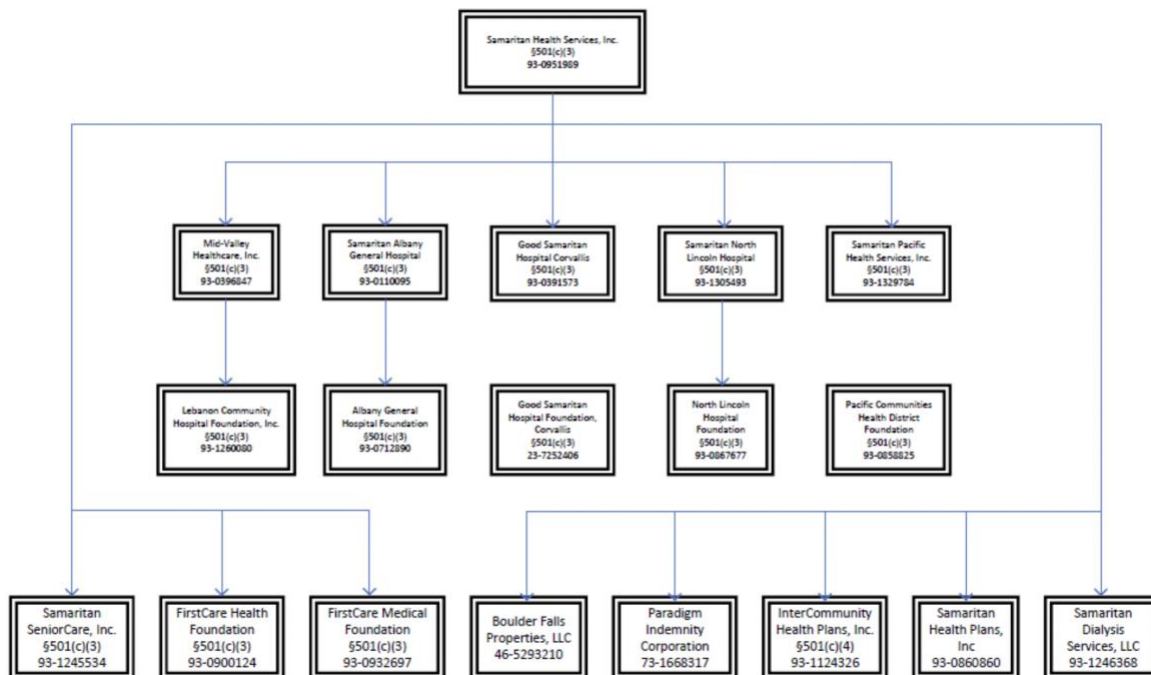 Samaritan Health Services, Inc.
§501(c)(3)
93-0951989
Mid-Valley
Healthcare, Inc.
§501(c)(3)
93-0396847
Samaritan Albany
General Hospital
§501(c)(3)
93-0110095
Good Samaritan
Hospital Corvallis
§501(c)(3)
93-0391573
Samaritan North
Lincoln Hospital
§501(c)(3)
93-1305493
Samaritan Pacific
Health Services, Inc.
§501(c)(3)
93-1329784
Lebanon Community
Hospital Foundation, Inc.
§501(c)(3)
93-1260080
Albany General
Hospital Foundation
§501(c)(3)
93-0712890
Good Samaritan
Hospital Foundation,
Corvallis
§501(c)(3)
23-7252406
North Lincoln
Hospital
Foundation
§501(c)(3)
93-0867677
Pacific Communities
Health District
Foundation
§501(c)(3)
93-0858825
Samaritan
SeniorCare, Inc.
§501(c)(3)
93-1245534
FirstCare Health
Foundation
§501(c)(3)
93-0900124
FirstCare Medical
Foundation
§501(c)(3)
93-0932697
Boulder Falls
Properties, LLC
46-5293210
Paradigm
Indemnity
Corporation
73-1668317
InterCommunity
Health Plans, Inc.
§501(c)(4)
93-1124326
Samaritan
Health Plans,
Inc
93-0860860
Samaritan
Dialysis
Services, LLC
93-1246368